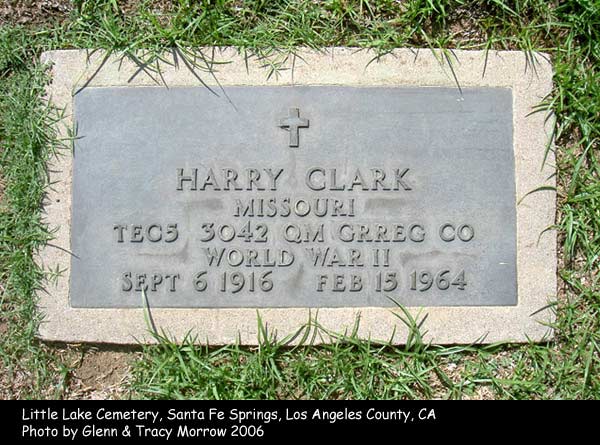 HARRY CLARK
MISSOURI
TEC5 3042 QM GRREG CO
WORLD WAR II
SEPT 6 1916 FEB 15 1964
Little Lake Cemetery, Santa Fe Springs, Los Angeles County, CA
Photo by Glenn & Tracy Morrow 2006